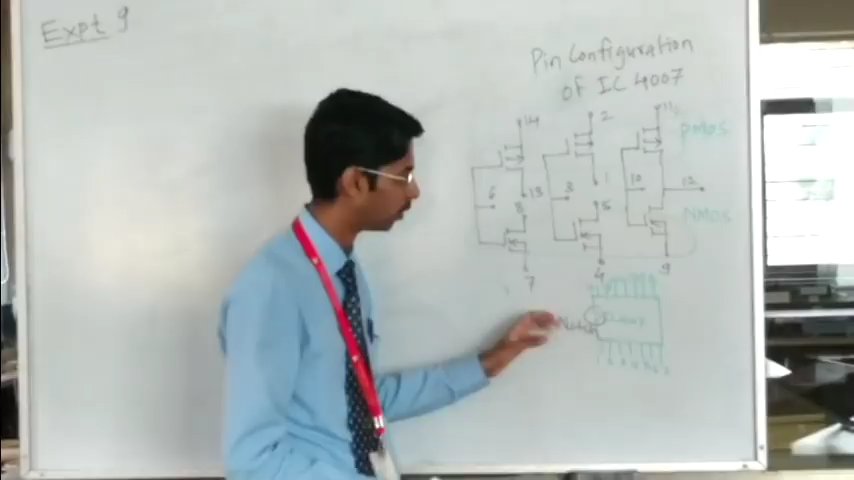 Expt 9
Pin Configuration
of IC 4007
14 2 11
PMOS
6 13 3 1 10 12
8 5
NMOS
7 4 9
Notch